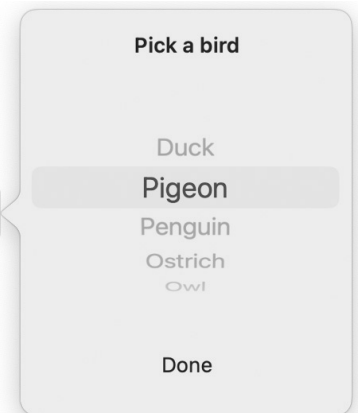 Pick a bird
Duck
Pigeon
Penguin
Ostrich
Owl
Done